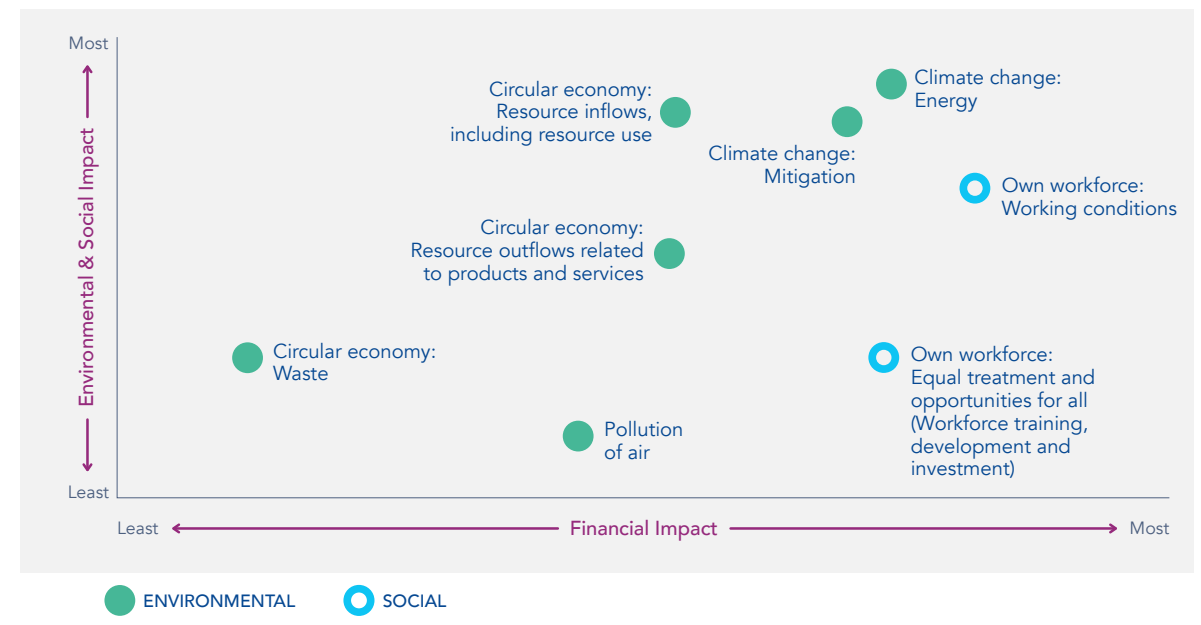 Most
Environmental & Social Impact
Least
Circular economy:
Resource inflows,
including resource use
Climate change:
Energy
Climate change:
Mitigation
Own workforce:
Working conditions
Circular economy:
Resource outflows related
to products and services
Circular economy:
Waste
Own workforce:
Equal treatment and
opportunities for all
(Workforce training,
development and
investment)
Pollution
of air
Least
Financial Impact
Most
ENVIRONMENTAL
SOCIAL